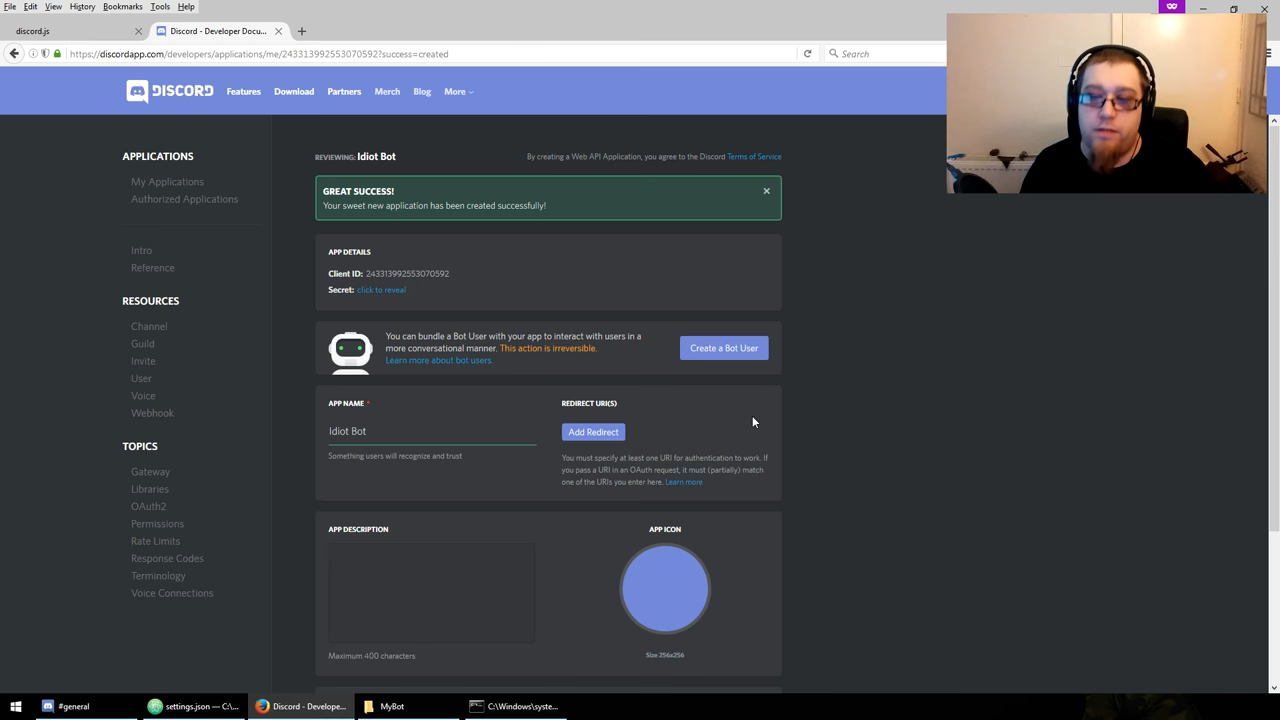 File Edit View History Bookmarks Tools Help
discord.js
Discord - Developer Docu...
https://discordapp.com/developers/applications/me/243313992553070592?success=created
Search
DISCORD
Features Download Partners Merch Blog More
APPLICATIONS
My Applications
Authorized Applications
Intro
Reference
RESOURCES
Channel
Guild
Invite
User
Voice
Webhook
TOPICS
Gateway
Libraries
OAuth2
Permissions
Rate Limits
Response Codes
Terminology
Voice Connections
REVIEWING: Idiot Bot
By creating a Web API Application, you agree to the Discord Terms of Service
GREAT SUCCESS!
Your sweet new application has been created successfully!
APP DETAILS
Client ID: 243313992553070592
Secret: click to reveal
You can bundle a Bot User with your app to interact with users in a
more conversational manner. This action is irreversible.
Learn more about bot users.
Create a Bot User
APP NAME *
Idiot Bot
Something users will recognize and trust
REDIRECT URI(S)
Add Redirect
You must specify at least one URI for authentication to work. If
you pass a URI in an OAuth request, it must (partially) match
one of the URIs you enter here. Learn more
APP DESCRIPTION
Maximum 400 characters
APP ICON
Size 256x256
#general
settings.json — C:\...
Discord - Develope...
MyBot
C:\Windows\syste...